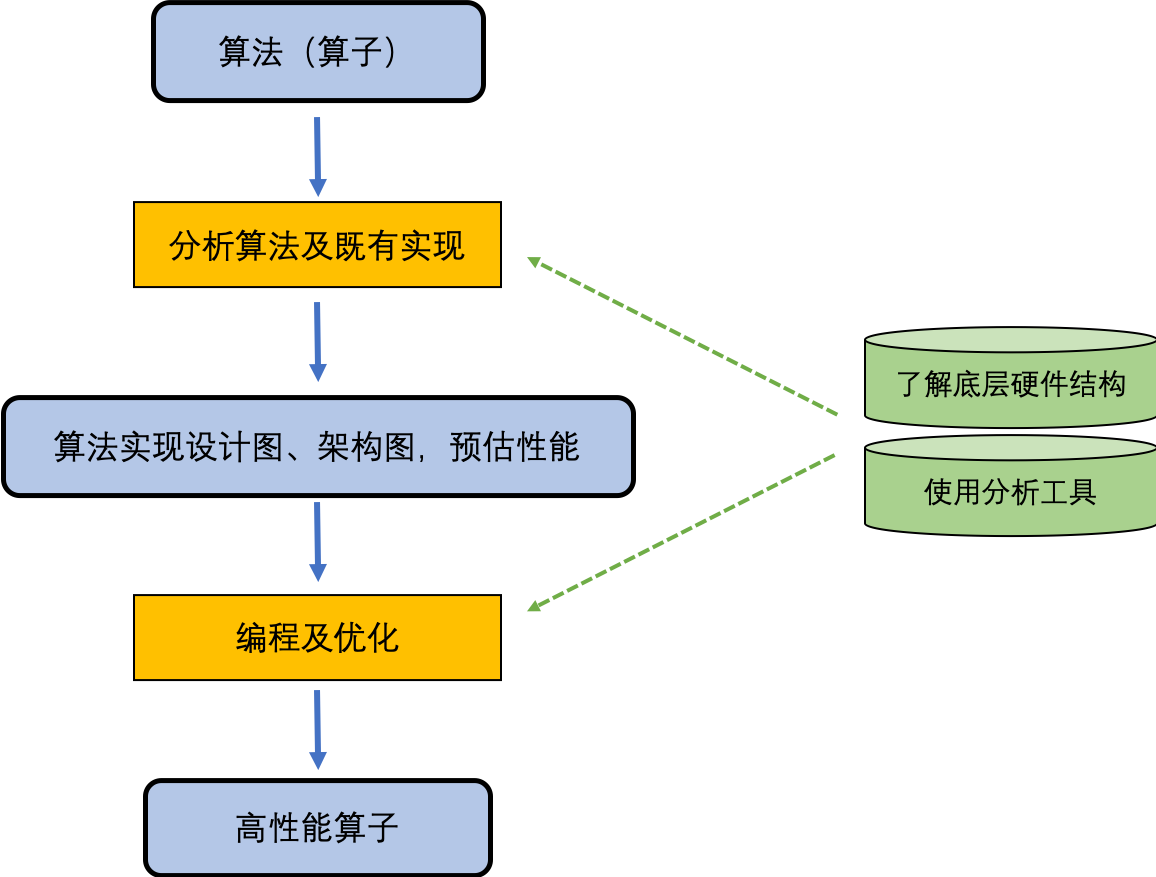 算法（算子）
分析算法及既有实现
了解底层硬件结构
算法实现设计图、架构图，预估性能
使用分析工具
编程及优化
高性能算子